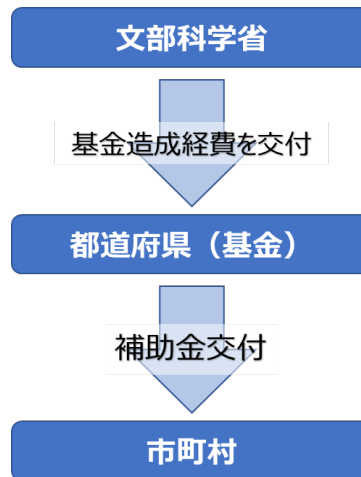 文部科学省
基金造成経費を交付
都道府県（基金）
補助金交付
市町村